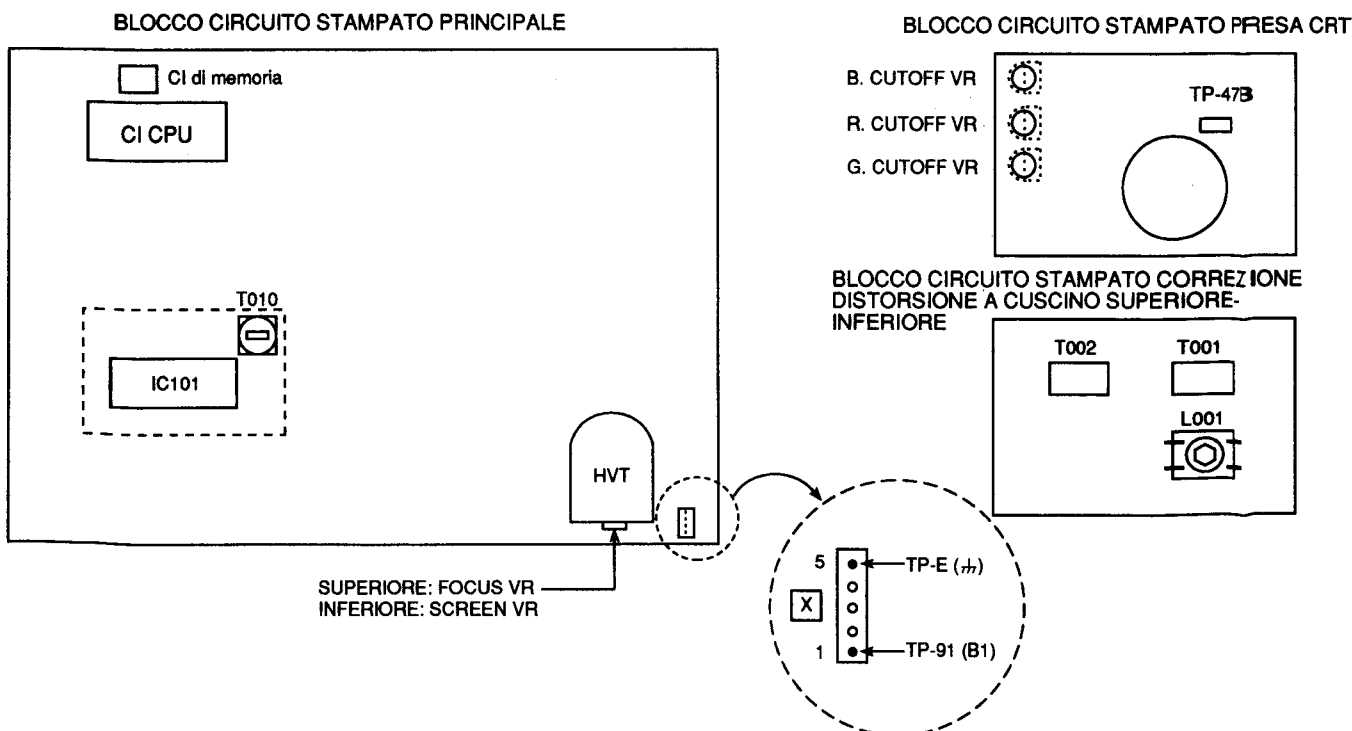 BLOCCO CIRCUITO STAMPATO PRINCIPALE
CI di memoria
CI CPU
T010
IC101
HVT
SUPERIORE: FOCUS VR
INFERIORE: SCREEN VR
BLOCCO CIRCUITO STAMPATO PRESA CRT
B. CUTOFF VR
R. CUTOFF VR
G. CUTOFF VR
TP-47B
BLOCCO CIRCUITO STAMPATO CORREZIONE
DISTORSIONE A CUSCINO SUPERIORE-
INFERIORE
T002
T001
L001
5
TP-E ( )
X
1
TP-91 (B1)